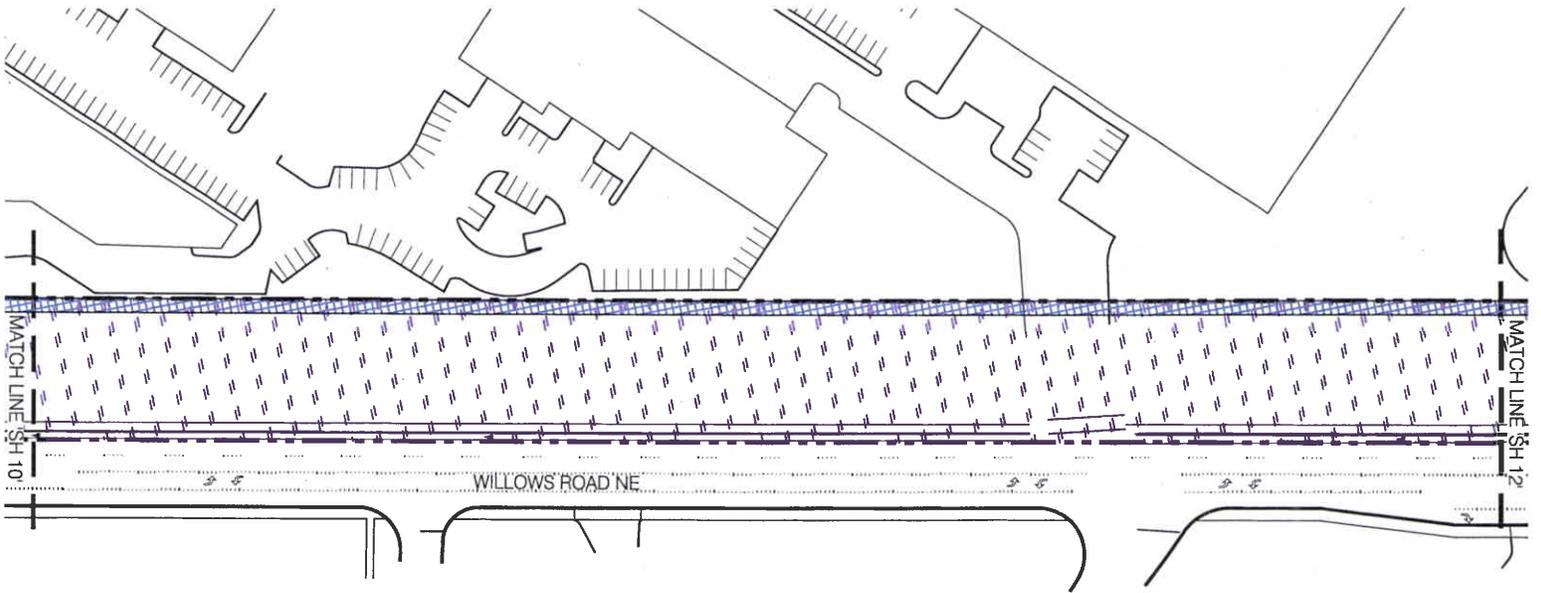 MATCH LINE 'SH 10'
WILLOWS ROAD NE
MATCH LINE 'SH 12'